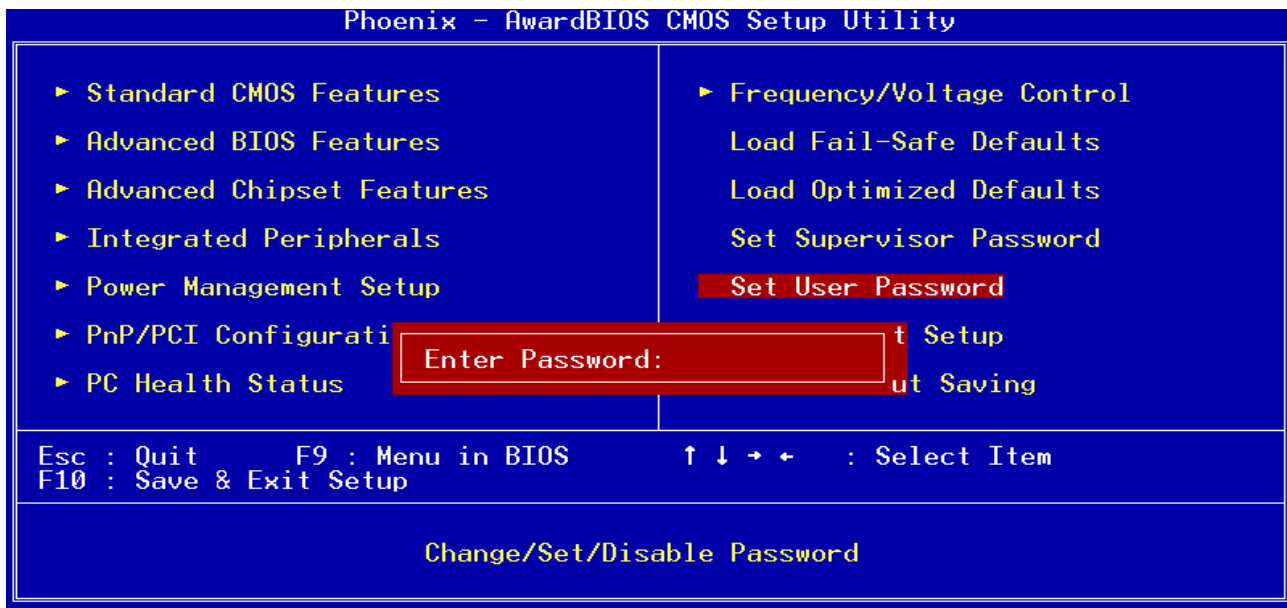 Phoenix - AwardBIOS CMOS Setup Utility
► Standard CMOS Features
► Advanced BIOS Features
► Advanced Chipset Features
► Integrated Peripherals
► Power Management Setup
► PnP/PCI Configurati
► PC Health Status
► Frequency/Voltage Control
Load Fail-Safe Defaults
Load Optimized Defaults
Set Supervisor Password
Set User Password
t Setup
ut Saving
Enter Password:
Esc : Quit F9 : Menu in BIOS ↑ ↓ → ← : Select Item
F10 : Save & Exit Setup
Change/Set/Disable Password